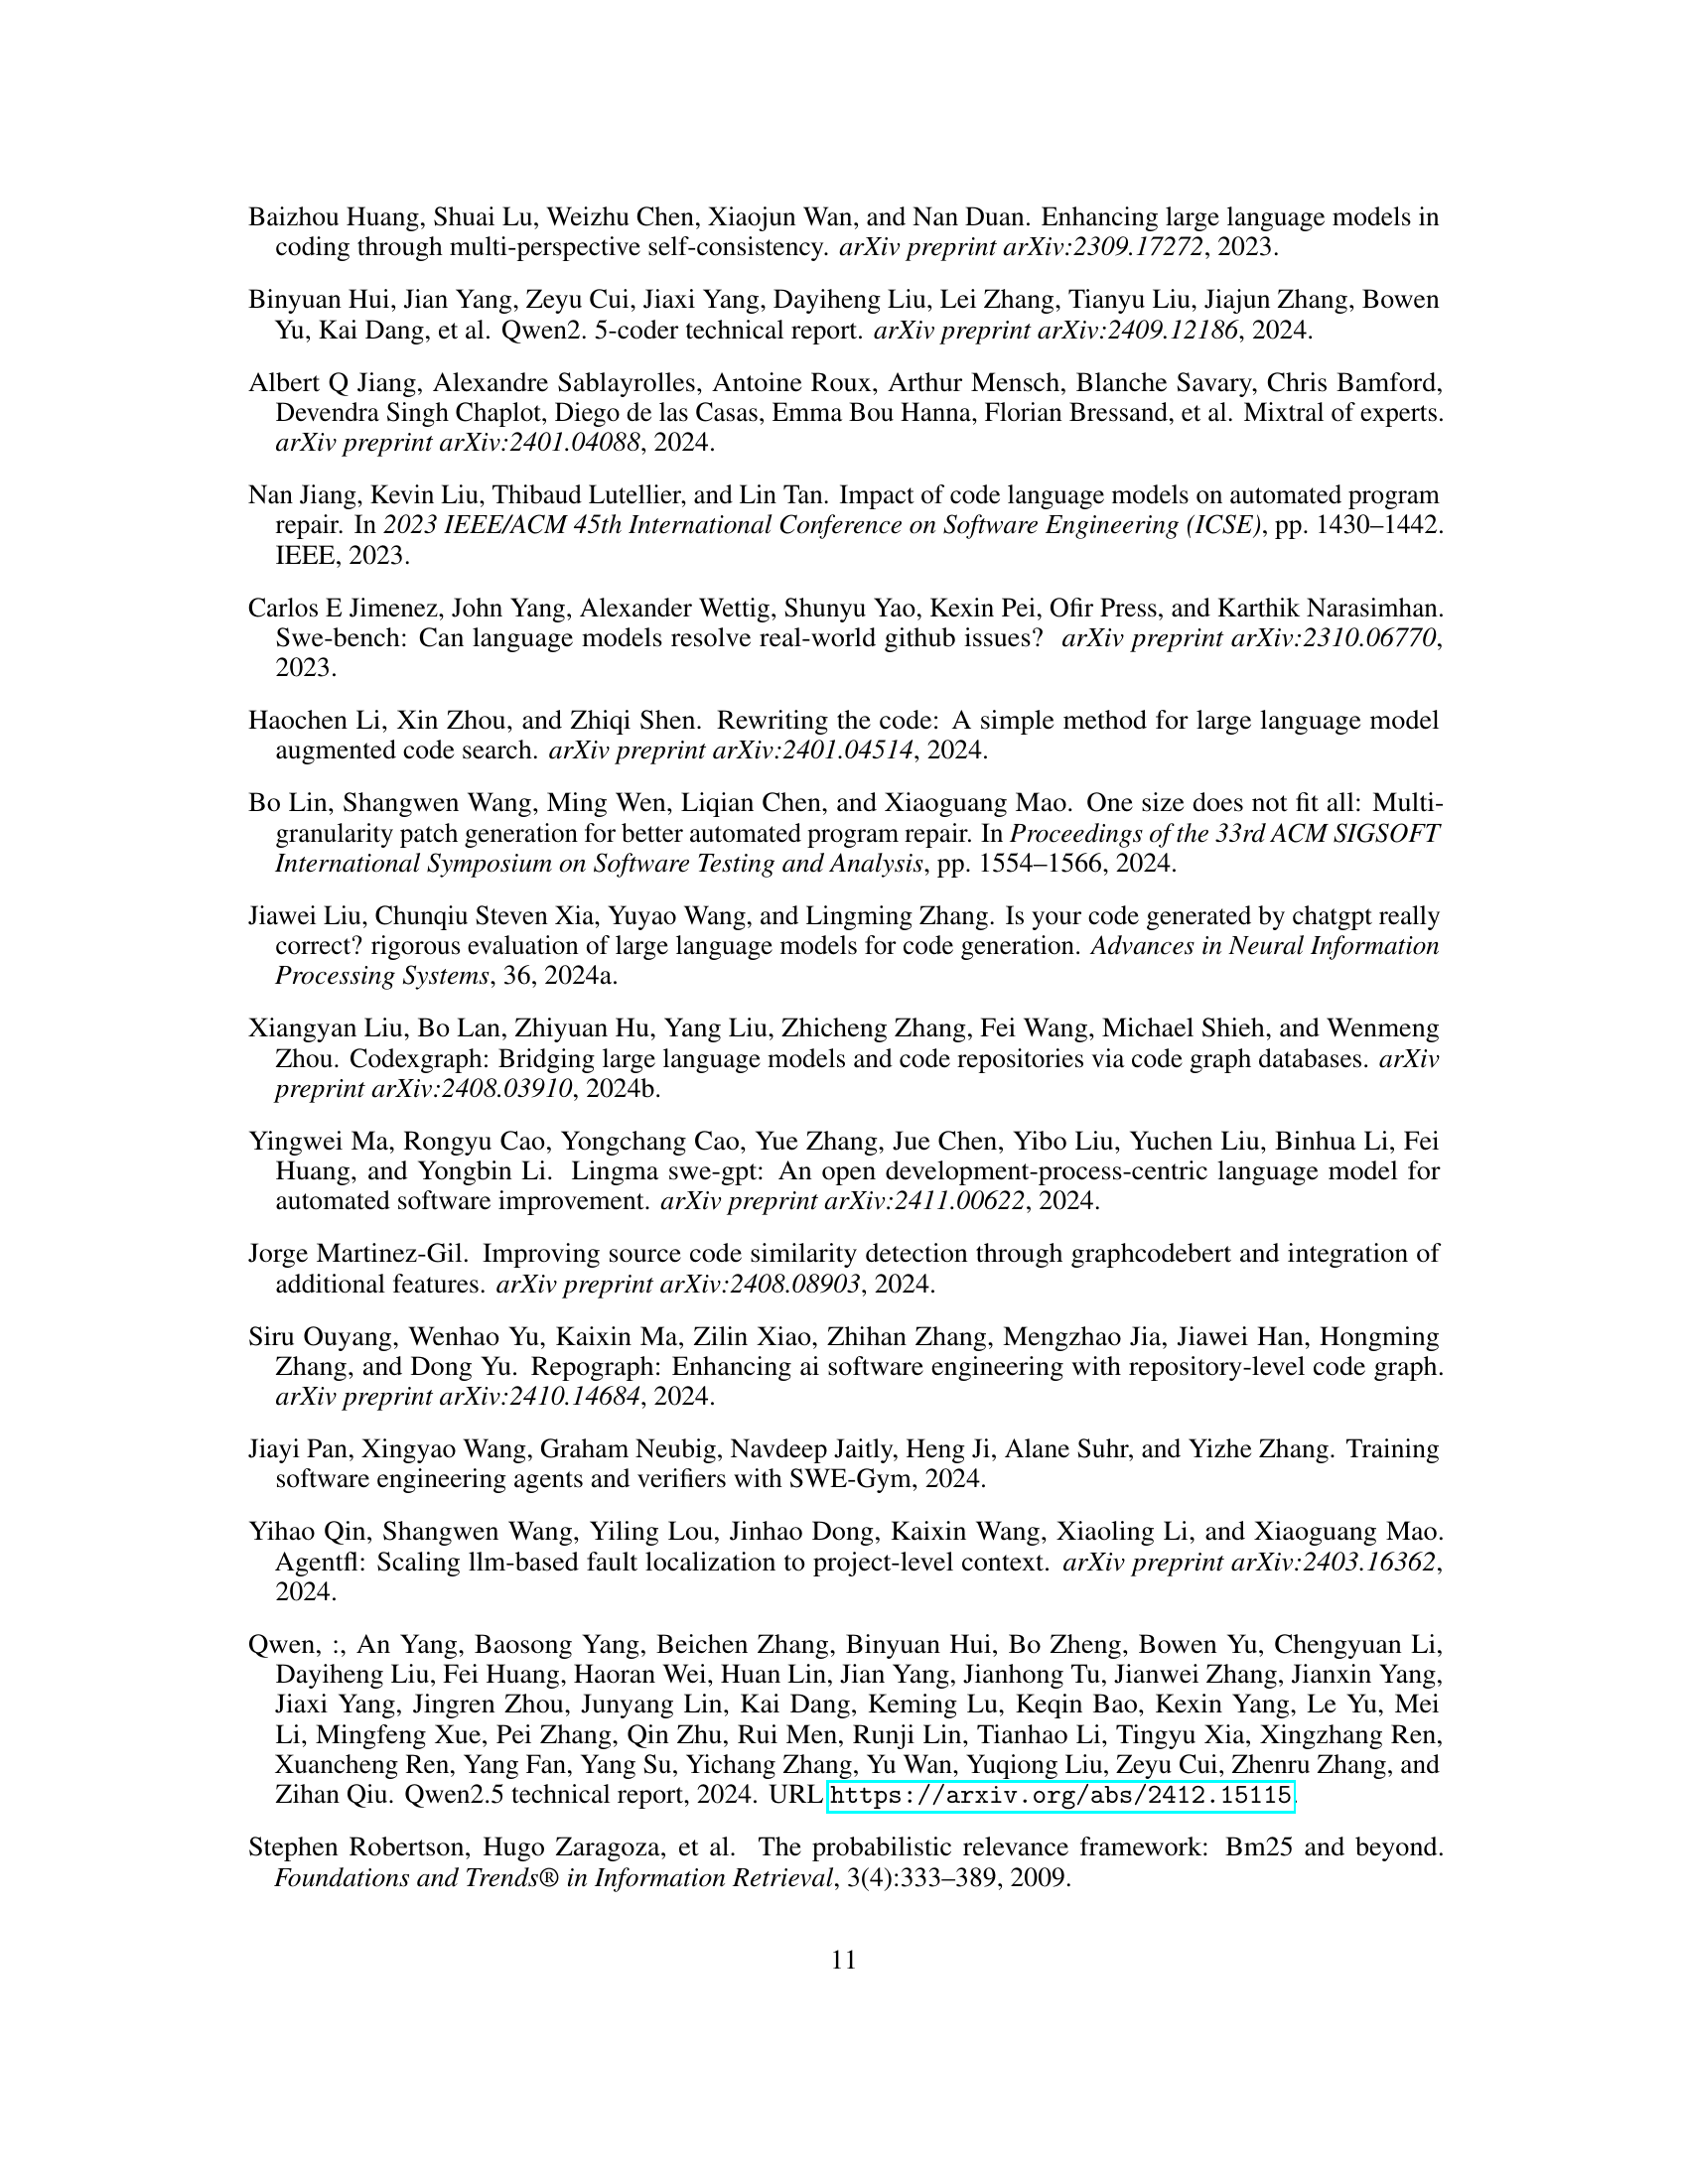 Baizhou Huang, Shuai Lu, Weizhu Chen, Xiaojun Wan, and Nan Duan. Enhancing large language models in
coding through multi-perspective self-consistency. arXiv preprint arXiv:2309.17272, 2023.
Binyuan Hui, Jian Yang, Zeyu Cui, Jiaxi Yang, Dayiheng Liu, Lei Zhang, Tianyu Liu, Jiajun Zhang, Bowen
Yu, Kai Dang, et al. Qwen2. 5-coder technical report. arXiv preprint arXiv:2409.12186, 2024.
Albert Q Jiang, Alexandre Sablayrolles, Antoine Roux, Arthur Mensch, Blanche Savary, Chris Bamford,
Devendra Singh Chaplot, Diego de las Casas, Emma Bou Hanna, Florian Bressand, et al. Mixtral of experts.
arXiv preprint arXiv:2401.04088, 2024.
Nan Jiang, Kevin Liu, Thibaud Lutellier, and Lin Tan. Impact of code language models on automated program
repair. In 2023 IEEE/ACM 45th International Conference on Software Engineering (ICSE), pp. 1430–1442.
IEEE, 2023.
Carlos E Jimenez, John Yang, Alexander Wettig, Shunyu Yao, Kexin Pei, Ofir Press, and Karthik Narasimhan.
Swe-bench: Can language models resolve real-world github issues? arXiv preprint arXiv:2310.06770,
2023.
Haochen Li, Xin Zhou, and Zhiqi Shen. Rewriting the code: A simple method for large language model
augmented code search. arXiv preprint arXiv:2401.04514, 2024.
Bo Lin, Shangwen Wang, Ming Wen, Liqian Chen, and Xiaoguang Mao. One size does not fit all: Multi-
granularity patch generation for better automated program repair. In Proceedings of the 33rd ACM SIGSOFT
International Symposium on Software Testing and Analysis, pp. 1554–1566, 2024.
Jiawei Liu, Chunqiu Steven Xia, Yuyao Wang, and Lingming Zhang. Is your code generated by chatgpt really
correct? rigorous evaluation of large language models for code generation. Advances in Neural Information
Processing Systems, 36, 2024a.
Xiangyan Liu, Bo Lan, Zhiyuan Hu, Yang Liu, Zhicheng Zhang, Fei Wang, Michael Shieh, and Wenmeng
Zhou. Codexgraph: Bridging large language models and code repositories via code graph databases. arXiv
preprint arXiv:2408.03910, 2024b.
Yingwei Ma, Rongyu Cao, Yongchang Cao, Yue Zhang, Jue Chen, Yibo Liu, Yuchen Liu, Binhua Li, Fei
Huang, and Yongbin Li. Lingma swe-gpt: An open development-process-centric language model for
automated software improvement. arXiv preprint arXiv:2411.00622, 2024.
Jorge Martinez-Gil. Improving source code similarity detection through graphcodebert and integration of
additional features. arXiv preprint arXiv:2408.08903, 2024.
Siru Ouyang, Wenhao Yu, Kaixin Ma, Zilin Xiao, Zhihan Zhang, Mengzhao Jia, Jiawei Han, Hongming
Zhang, and Dong Yu. Repograph: Enhancing ai software engineering with repository-level code graph.
arXiv preprint arXiv:2410.14684, 2024.
Jiayi Pan, Xingyao Wang, Graham Neubig, Navdeep Jaitly, Heng Ji, Alane Suhr, and Yizhe Zhang. Training
software engineering agents and verifiers with SWE-Gym, 2024.
Yihao Qin, Shangwen Wang, Yiling Lou, Jinhao Dong, Kaixin Wang, Xiaoling Li, and Xiaoguang Mao.
Agentfl: Scaling llm-based fault localization to project-level context. arXiv preprint arXiv:2403.16362,
2024.
Qwen, :, An Yang, Baosong Yang, Beichen Zhang, Binyuan Hui, Bo Zheng, Bowen Yu, Chengyuan Li,
Dayiheng Liu, Fei Huang, Haoran Wei, Huan Lin, Jian Yang, Jianhong Tu, Jianwei Zhang, Jianxin Yang,
Jiaxi Yang, Jingren Zhou, Junyang Lin, Kai Dang, Keming Lu, Keqin Bao, Kexin Yang, Le Yu, Mei
Li, Mingfeng Xue, Pei Zhang, Qin Zhu, Rui Men, Runji Lin, Tianhao Li, Tingyu Xia, Xingzhang Ren,
Xuancheng Ren, Yang Fan, Yang Su, Yichang Zhang, Yu Wan, Yuqiong Liu, Zeyu Cui, Zhenru Zhang, and
Zihan Qiu. Qwen2.5 technical report, 2024. URL https://arxiv.org/abs/2412.15115.
Stephen Robertson, Hugo Zaragoza, et al. The probabilistic relevance framework: Bm25 and beyond.
Foundations and Trends® in Information Retrieval, 3(4):333–389, 2009.
11